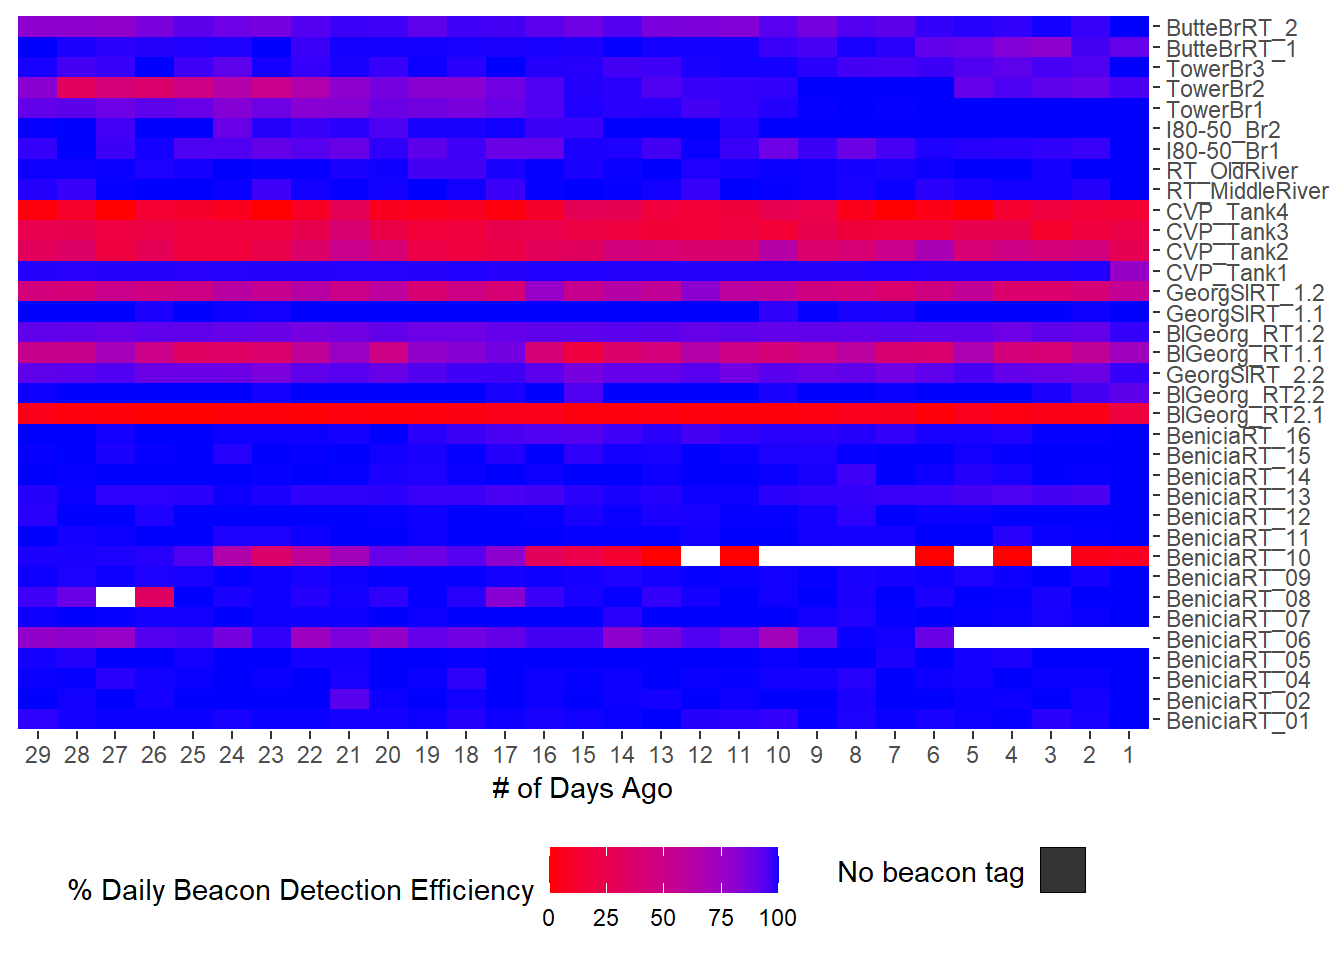 ButteBrRT_2
ButteBrRT_1
TowerBr3
TowerBr2
TowerBr1
I80-50_Br2
I80-50_Br1
RT_OldRiver
RT_MiddleRiver
CVP_Tank4
CVP_Tank3
CVP_Tank2
CVP_Tank1
GeorgSlRT_1.2
GeorgSlRT_1.1
BlGeorg_RT1.2
BlGeorg_RT1.1
GeorgSlRT_2.2
BlGeorg_RT2.2
BlGeorg_RT2.1
BeniciaRT_16
BeniciaRT_15
BeniciaRT_14
BeniciaRT_13
BeniciaRT_12
BeniciaRT_11
BeniciaRT_10
BeniciaRT_09
BeniciaRT_08
BeniciaRT_07
BeniciaRT_06
BeniciaRT_05
BeniciaRT_04
BeniciaRT_02
BeniciaRT_01
29 28 27 26 25 24 23 22 21 20 19 18 17 16 15 14 13 12 11 10 9 8 7 6 5 4 3 2 1
# of Days Ago
% Daily Beacon Detection Efficiency
0 25 50 75 100
No beacon tag